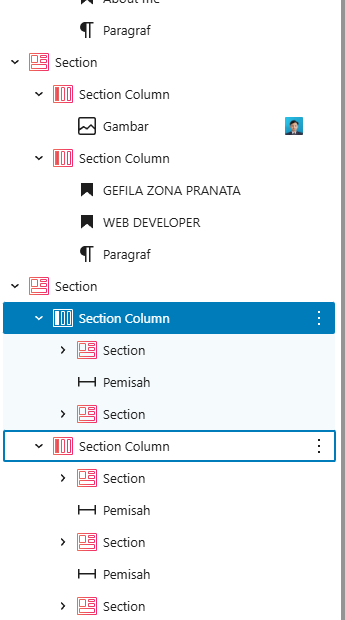 About me
Paragraf
Section
Section Column
Gambar
Section Column
GEFILA ZONA PRANATA
WEB DEVELOPER
Paragraf
Section
Section Column
Section
Pemisah
Section
Section Column
Section
Pemisah
Section
Pemisah
Section